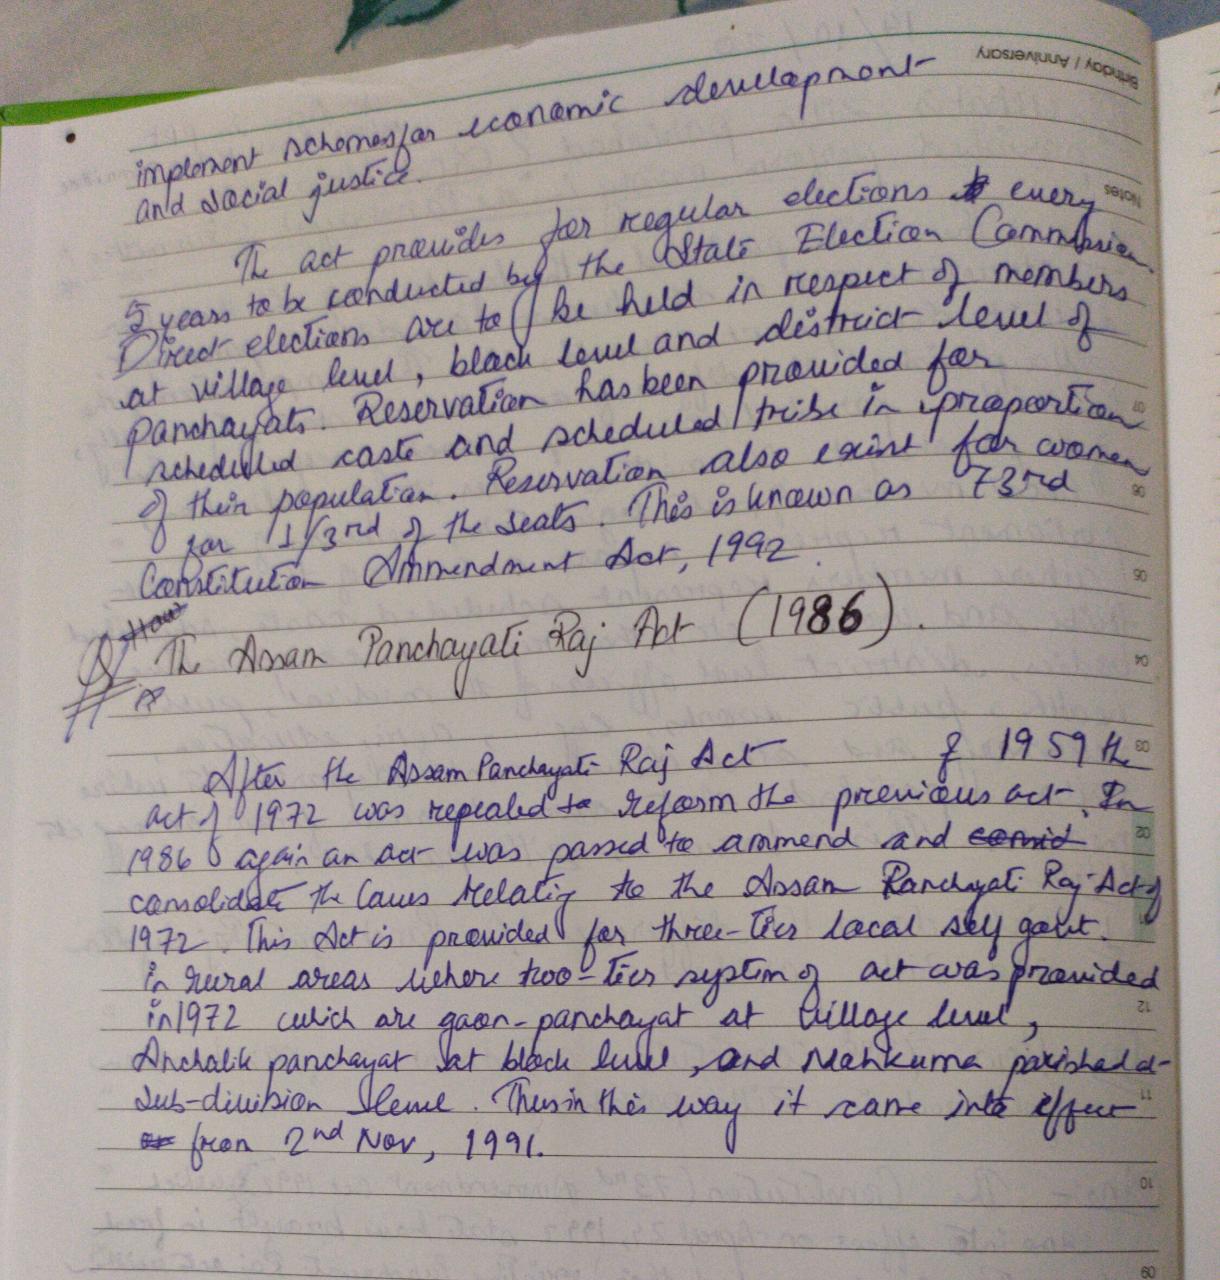 Birthday / Anniversary
implement schemes for economic development
and social justice.
Notes
The act provides for regular elections every
5 years to be conducted by the State Election Commission.
Direct elections are to be held in respect of members
at village level, block level and district level of
panchayats. Reservation has been provided for
scheduled caste and scheduled tribe in proportion
of their population. Reservation also exist for women
for 1/3rd of the seats. This is known as 73rd
Constitution Ammendment Act, 1992.
Q/ How
The Assam Panchayati Raj Act (1986).
After the Assam Panchayati Raj Act of 1959 the
act of 1972 was repealed to reform the previous act. In
1986 again an act was passed to ammend and
consolidate the laws relatig to the Assam Panchayati Raj Act of
1972. This Act is provided for three-tier local self govt.
in rural areas where two-tier system of act was provided
in 1972 which are gaon-panchayat at village level,
Anchalik panchayat at block level, and Mahkuma parishad at
sub-division level. Thus in this way it came into effect
from 2nd Nov, 1991.
07
06
05
04
03
02
12
11
10
09